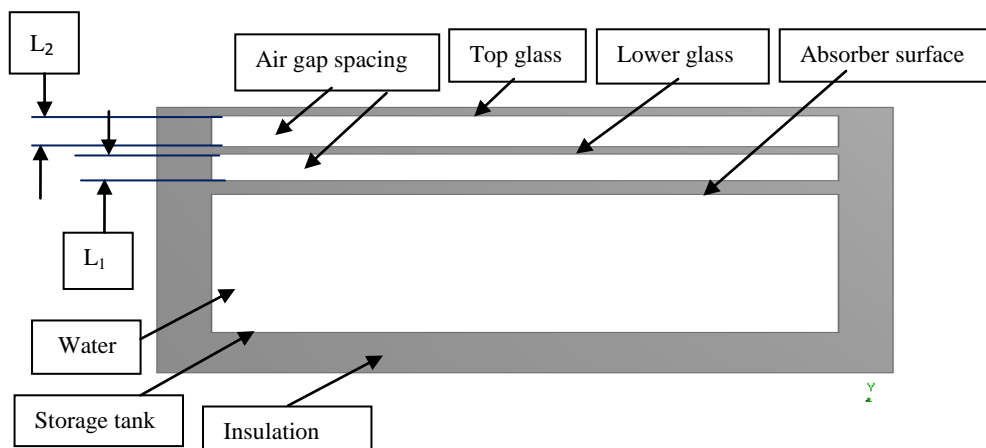 L₂
Air gap spacing
Top glass
Lower glass
Absorber surface
L₁
Water
Storage tank
Insulation
Y